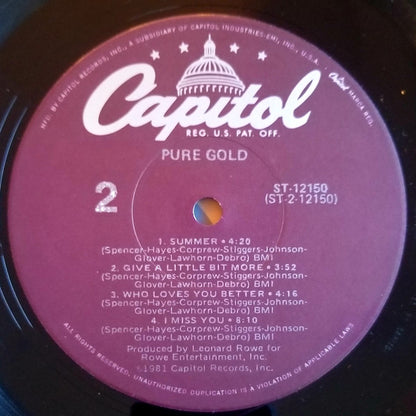 MFD. BY CAPITOL RECORDS, INC., A SUBSIDIARY OF CAPITOL INDUSTRIES-EMI, INC., U.S.A.
Capitol MARCA REG.
Capitol
REG. U.S. PAT. OFF.
PURE GOLD
2
ST-12150
(ST-2-12150)
1. SUMMER • 4:20
(Spencer-Hayes-Corprew-Stiggers-Johnson-
Glover-Lawhorn-Debro) BMI
2. GIVE A LITTLE BIT MORE • 3:52
(Spencer-Hayes-Corprew-Stiggers-Johnson-
Glover-Lawhorn-Debro) BMI
3. WHO LOVES YOU BETTER • 4:16
(Spencer-Hayes-Corprew-Stiggers-Johnson-
Glover-Lawhorn-Debro) BMI
4. I MISS YOU • 8:10
(Spencer-Hayes-Corprew-Stiggers-Johnson-
Glover-Lawhorn-Debro) BMI
Produced by Leonard Rowe for
Rowe Entertainment, Inc.
©1981 Capitol Records, Inc.
ALL RIGHTS RESERVED. UNAUTHORIZED DUPLICATION IS A VIOLATION OF APPLICABLE LAWS